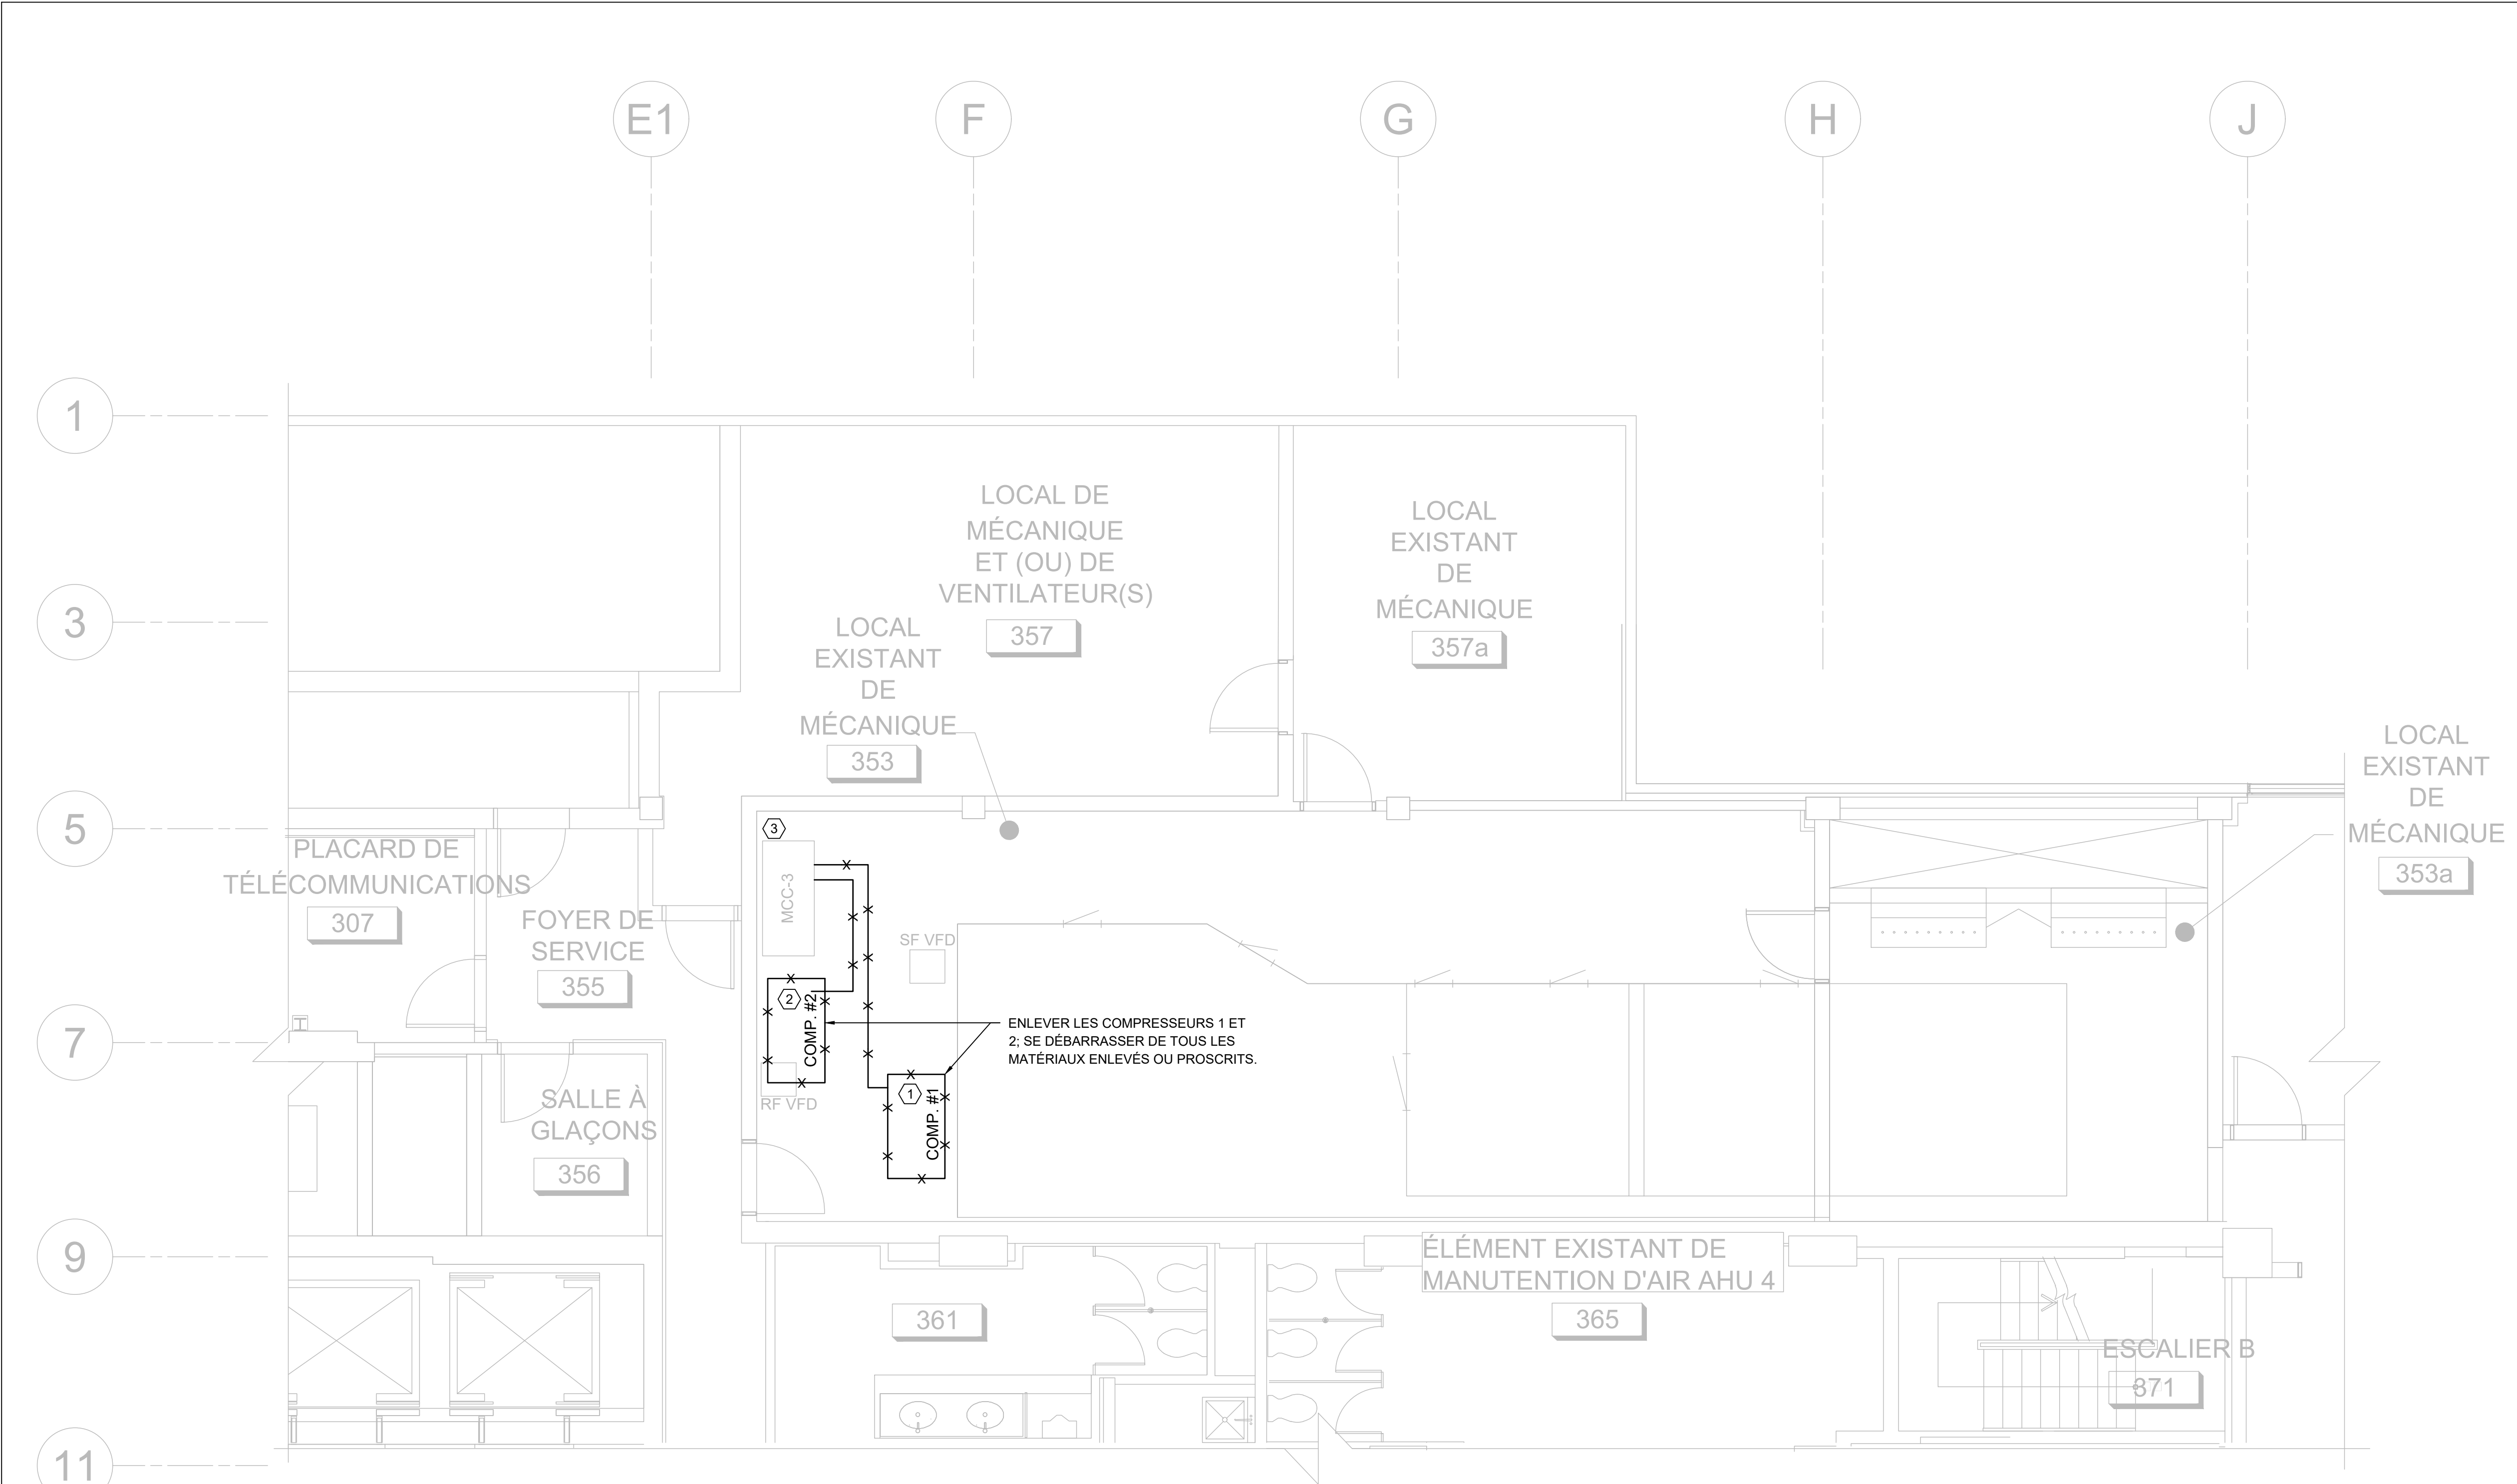 E1
F
G
H
J
1
3
5
7
9
11
LOCAL DE
MÉCANIQUE
ET (OU) DE
VENTILATEUR(S)
357
LOCAL
EXISTANT
DE
MÉCANIQUE
357a
LOCAL
EXISTANT
DE
MÉCANIQUE
353
LOCAL
EXISTANT
DE
MÉCANIQUE
353a
PLACARD DE
TÉLÉCOMMUNICATIONS
307
FOYER DE
SERVICE
355
3
MCC-3
SF VFD
2
COMP. #2
RF VFD
1
COMP. #1
ENLEVER LES COMPRESSEURS 1 ET
2; SE DÉBARRASSER DE TOUS LES
MATÉRIAUX ENLEVÉS OU PROSCRITS.
SALLE À
GLAÇONS
356
361
ÉLÉMENT EXISTANT DE
MANUTENTION D'AIR AHU 4
365
ESCALIER B
371